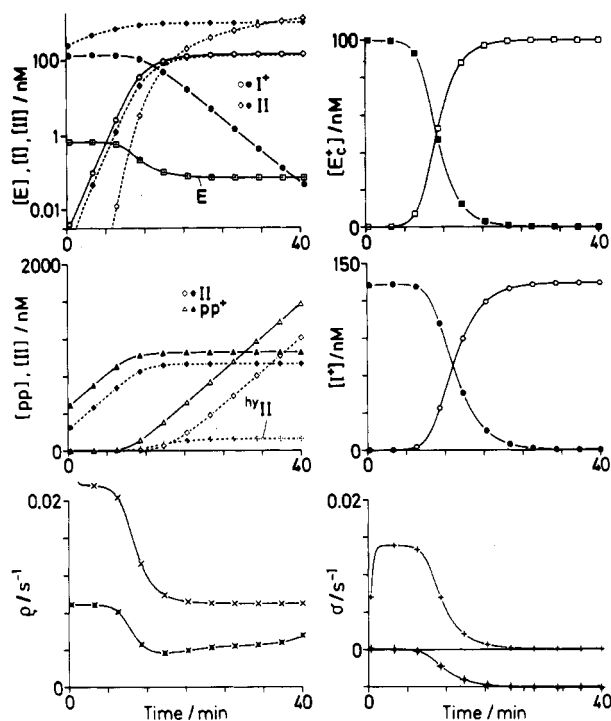 [E], [I], [II] / nM
100
1
0.01
0
40
I⁺
II
E
[E⁺c] / nM
100
0
0
40
[pp], [II] / nM
2000
0
0
40
II
pp⁺
hyII
[I⁺] / nM
150
0
0
40
ρ / s⁻¹
0.02
0
0
40
Time / min
σ / s⁻¹
0.02
0
0
40
Time / min